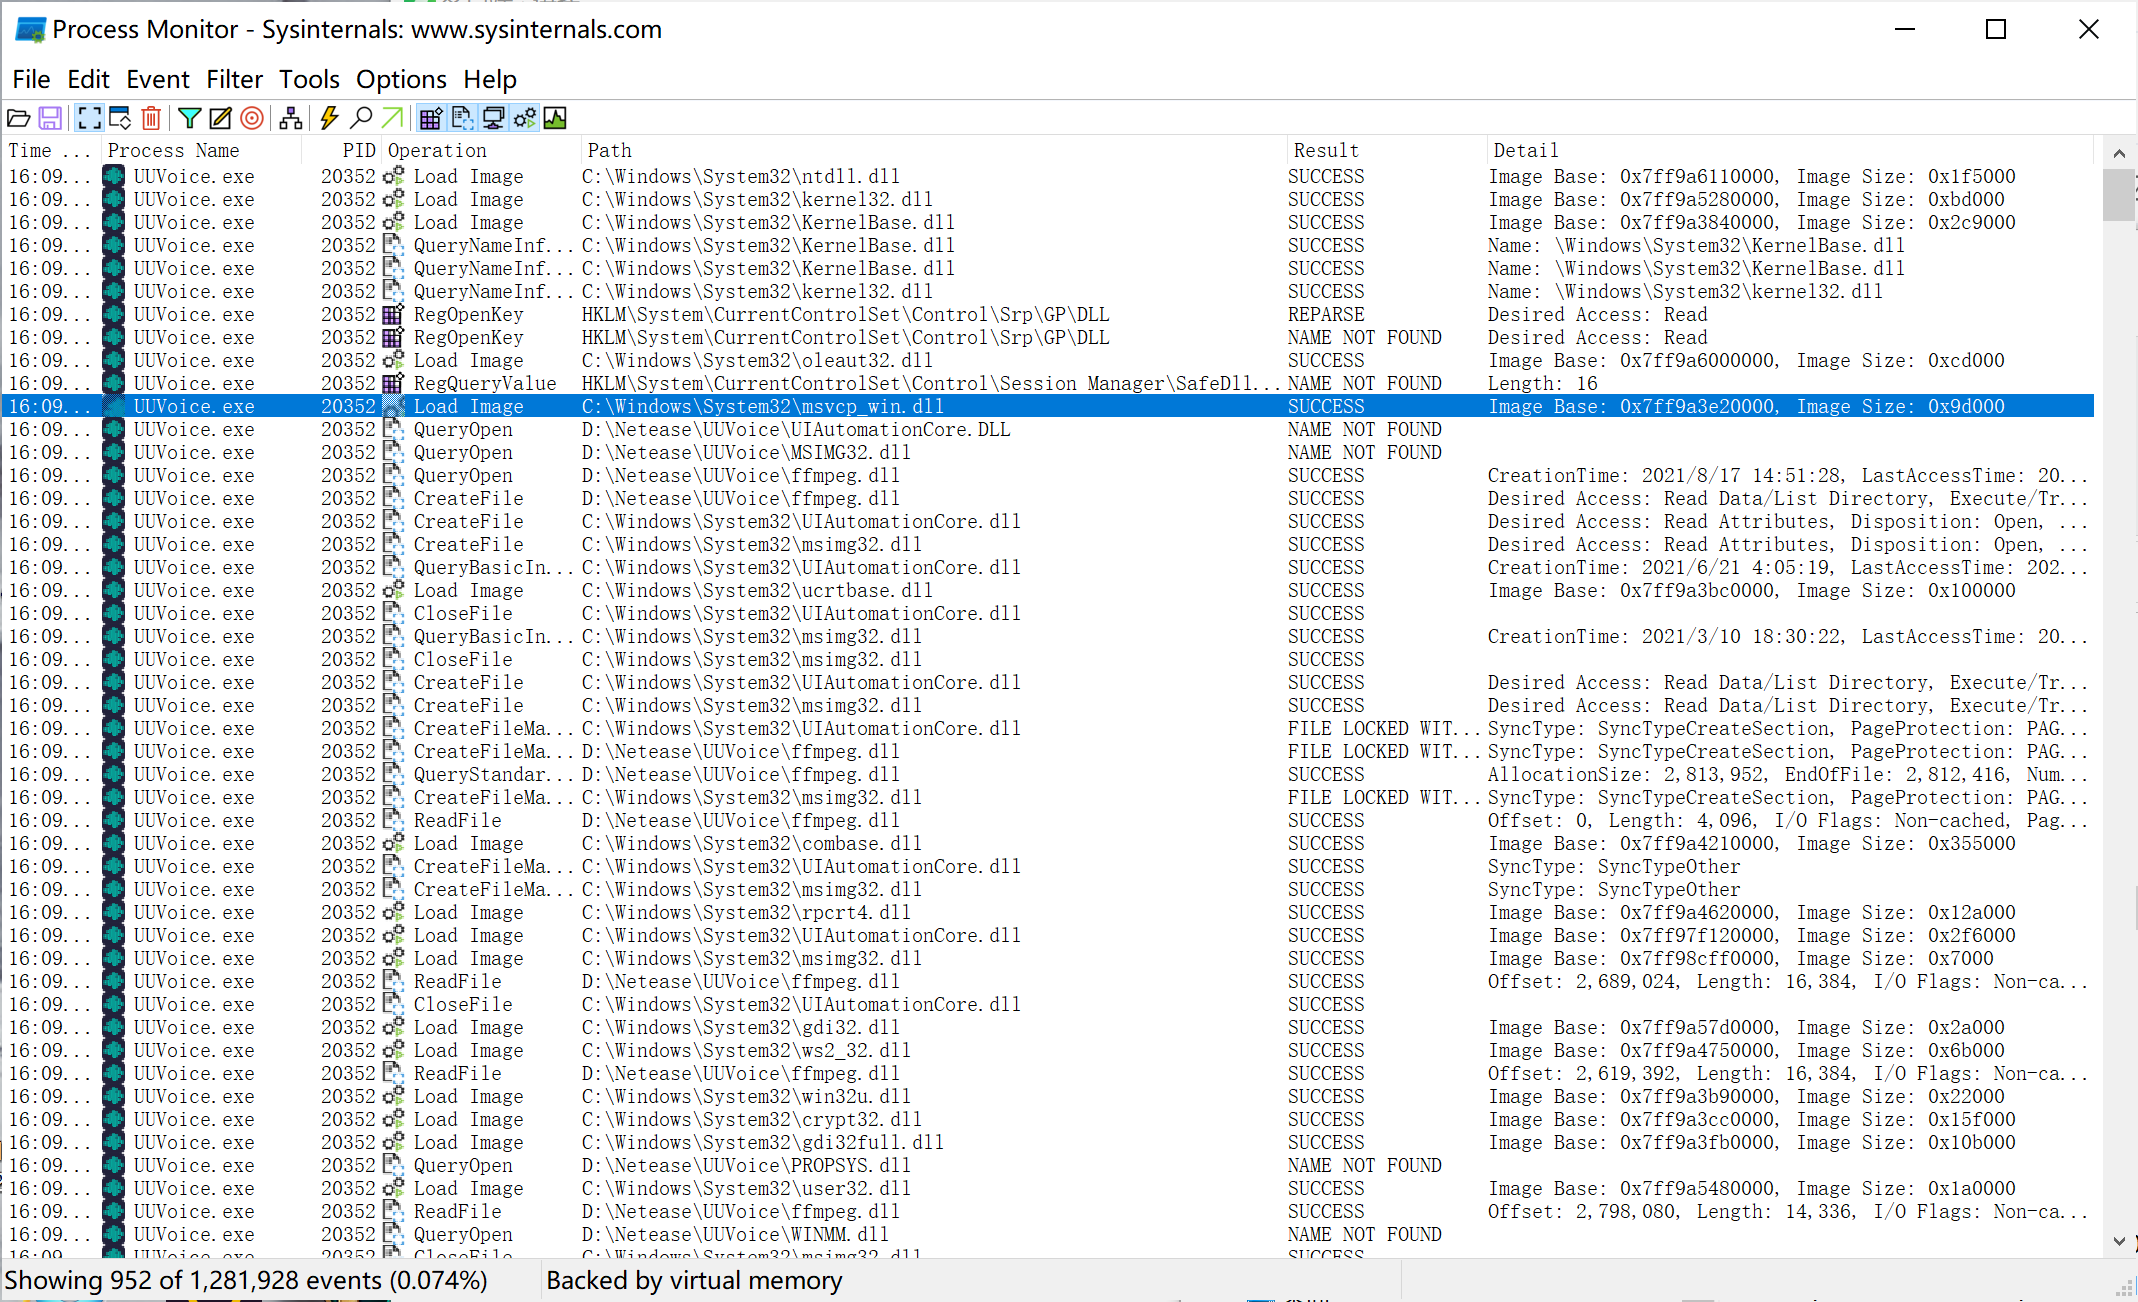 Process Monitor - Sysinternals: www.sysinternals.com
File Edit Event Filter Tools Options Help
Time ... Process Name PID Operation Path Result Detail
16:09... UUVoice.exe 20352 Load Image C:\Windows\System32\ntdll.dll SUCCESS Image Base: 0x7ff9a6110000, Image Size: 0x1f5000
16:09... UUVoice.exe 20352 Load Image C:\Windows\System32\kernel32.dll SUCCESS Image Base: 0x7ff9a5280000, Image Size: 0xbd000
16:09... UUVoice.exe 20352 Load Image C:\Windows\System32\KernelBase.dll SUCCESS Image Base: 0x7ff9a3840000, Image Size: 0x2c9000
16:09... UUVoice.exe 20352 QueryNameInf... C:\Windows\System32\KernelBase.dll SUCCESS Name: \Windows\System32\KernelBase.dll
16:09... UUVoice.exe 20352 QueryNameInf... C:\Windows\System32\KernelBase.dll SUCCESS Name: \Windows\System32\KernelBase.dll
16:09... UUVoice.exe 20352 QueryNameInf... C:\Windows\System32\kernel32.dll SUCCESS Name: \Windows\System32\kernel32.dll
16:09... UUVoice.exe 20352 RegOpenKey HKLM\System\CurrentControlSet\Control\Srp\GP\DLL REPARSE Desired Access: Read
16:09... UUVoice.exe 20352 RegOpenKey HKLM\System\CurrentControlSet\Control\Srp\GP\DLL NAME NOT FOUND Desired Access: Read
16:09... UUVoice.exe 20352 Load Image C:\Windows\System32\oleaut32.dll SUCCESS Image Base: 0x7ff9a6000000, Image Size: 0xcd000
16:09... UUVoice.exe 20352 RegQueryValue HKLM\System\CurrentControlSet\Control\Session Manager\SafeDll... NAME NOT FOUND Length: 16
16:09... UUVoice.exe 20352 Load Image C:\Windows\System32\msvcp_win.dll SUCCESS Image Base: 0x7ff9a3e20000, Image Size: 0x9d000
16:09... UUVoice.exe 20352 QueryOpen D:\Netease\UUVoice\UIAutomationCore.DLL NAME NOT FOUND
16:09... UUVoice.exe 20352 QueryOpen D:\Netease\UUVoice\MSIMG32.dll NAME NOT FOUND
16:09... UUVoice.exe 20352 QueryOpen D:\Netease\UUVoice\ffmpeg.dll SUCCESS CreationTime: 2021/8/17 14:51:28, LastAccessTime: 20...
16:09... UUVoice.exe 20352 CreateFile D:\Netease\UUVoice\ffmpeg.dll SUCCESS Desired Access: Read Data/List Directory, Execute/Tr...
16:09... UUVoice.exe 20352 CreateFile C:\Windows\System32\UIAutomationCore.dll SUCCESS Desired Access: Read Attributes, Disposition: Open, ...
16:09... UUVoice.exe 20352 CreateFile C:\Windows\System32\msimg32.dll SUCCESS Desired Access: Read Attributes, Disposition: Open, ...
16:09... UUVoice.exe 20352 QueryBasicIn... C:\Windows\System32\UIAutomationCore.dll SUCCESS CreationTime: 2021/6/21 4:05:19, LastAccessTime: 202...
16:09... UUVoice.exe 20352 Load Image C:\Windows\System32\ucrtbase.dll SUCCESS Image Base: 0x7ff9a3bc0000, Image Size: 0x100000
16:09... UUVoice.exe 20352 CloseFile C:\Windows\System32\UIAutomationCore.dll SUCCESS
16:09... UUVoice.exe 20352 QueryBasicIn... C:\Windows\System32\msimg32.dll SUCCESS CreationTime: 2021/3/10 18:30:22, LastAccessTime: 20...
16:09... UUVoice.exe 20352 CloseFile C:\Windows\System32\msimg32.dll SUCCESS
16:09... UUVoice.exe 20352 CreateFile C:\Windows\System32\UIAutomationCore.dll SUCCESS Desired Access: Read Data/List Directory, Execute/Tr...
16:09... UUVoice.exe 20352 CreateFile C:\Windows\System32\msimg32.dll SUCCESS Desired Access: Read Data/List Directory, Execute/Tr...
16:09... UUVoice.exe 20352 CreateFileMa... C:\Windows\System32\UIAutomationCore.dll FILE LOCKED WIT... SyncType: SyncTypeCreateSection, PageProtection: PAG...
16:09... UUVoice.exe 20352 CreateFileMa... D:\Netease\UUVoice\ffmpeg.dll FILE LOCKED WIT... SyncType: SyncTypeCreateSection, PageProtection: PAG...
16:09... UUVoice.exe 20352 QueryStandar... D:\Netease\UUVoice\ffmpeg.dll SUCCESS AllocationSize: 2,813,952, EndOfFile: 2,812,416, Num...
16:09... UUVoice.exe 20352 CreateFileMa... C:\Windows\System32\msimg32.dll FILE LOCKED WIT... SyncType: SyncTypeCreateSection, PageProtection: PAG...
16:09... UUVoice.exe 20352 ReadFile D:\Netease\UUVoice\ffmpeg.dll SUCCESS Offset: 0, Length: 4,096, I/O Flags: Non-cached, Pag...
16:09... UUVoice.exe 20352 Load Image C:\Windows\System32\combase.dll SUCCESS Image Base: 0x7ff9a4210000, Image Size: 0x355000
16:09... UUVoice.exe 20352 CreateFileMa... C:\Windows\System32\UIAutomationCore.dll SUCCESS SyncType: SyncTypeOther
16:09... UUVoice.exe 20352 CreateFileMa... C:\Windows\System32\msimg32.dll SUCCESS SyncType: SyncTypeOther
16:09... UUVoice.exe 20352 Load Image C:\Windows\System32\rpcrt4.dll SUCCESS Image Base: 0x7ff9a4620000, Image Size: 0x12a000
16:09... UUVoice.exe 20352 Load Image C:\Windows\System32\UIAutomationCore.dll SUCCESS Image Base: 0x7ff97f120000, Image Size: 0x2f6000
16:09... UUVoice.exe 20352 Load Image C:\Windows\System32\msimg32.dll SUCCESS Image Base: 0x7ff98cff0000, Image Size: 0x7000
16:09... UUVoice.exe 20352 ReadFile D:\Netease\UUVoice\ffmpeg.dll SUCCESS Offset: 2,689,024, Length: 16,384, I/O Flags: Non-ca...
16:09... UUVoice.exe 20352 CloseFile C:\Windows\System32\UIAutomationCore.dll SUCCESS
16:09... UUVoice.exe 20352 Load Image C:\Windows\System32\gdi32.dll SUCCESS Image Base: 0x7ff9a57d0000, Image Size: 0x2a000
16:09... UUVoice.exe 20352 Load Image C:\Windows\System32\ws2_32.dll SUCCESS Image Base: 0x7ff9a4750000, Image Size: 0x6b000
16:09... UUVoice.exe 20352 ReadFile D:\Netease\UUVoice\ffmpeg.dll SUCCESS Offset: 2,619,392, Length: 16,384, I/O Flags: Non-ca...
16:09... UUVoice.exe 20352 Load Image C:\Windows\System32\win32u.dll SUCCESS Image Base: 0x7ff9a3b90000, Image Size: 0x22000
16:09... UUVoice.exe 20352 Load Image C:\Windows\System32\crypt32.dll SUCCESS Image Base: 0x7ff9a3cc0000, Image Size: 0x15f000
16:09... UUVoice.exe 20352 Load Image C:\Windows\System32\gdi32full.dll SUCCESS Image Base: 0x7ff9a3fb0000, Image Size: 0x10b000
16:09... UUVoice.exe 20352 QueryOpen D:\Netease\UUVoice\PROPSYS.dll NAME NOT FOUND
16:09... UUVoice.exe 20352 Load Image C:\Windows\System32\user32.dll SUCCESS Image Base: 0x7ff9a5480000, Image Size: 0x1a0000
16:09... UUVoice.exe 20352 ReadFile D:\Netease\UUVoice\ffmpeg.dll SUCCESS Offset: 2,798,080, Length: 14,336, I/O Flags: Non-ca...
16:09... UUVoice.exe 20352 QueryOpen D:\Netease\UUVoice\WINMM.dll NAME NOT FOUND
16:09... UUVoice.exe 20352 CloseFile C:\Windows\System32\msimg32.dll SUCCESS
Showing 952 of 1,281,928 events (0.074%) Backed by virtual memory